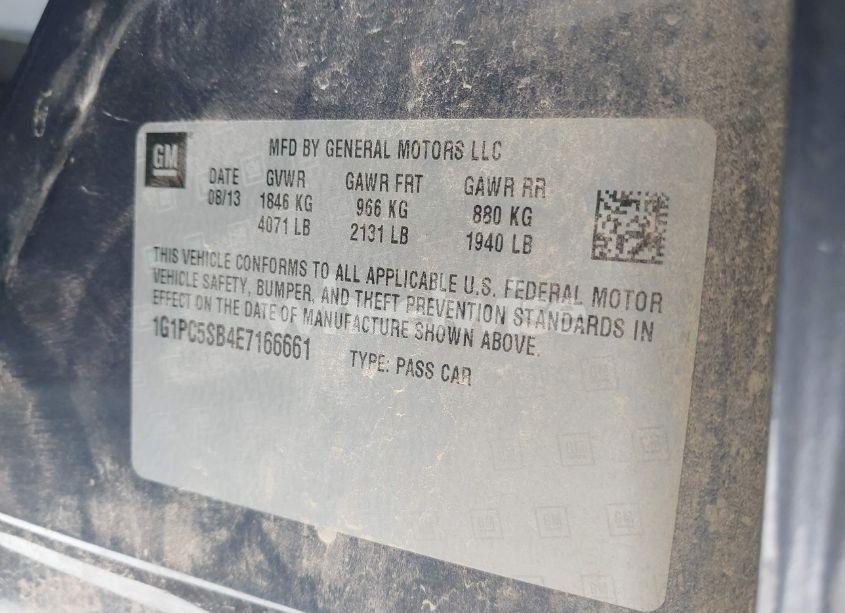 GM
MFD BY GENERAL MOTORS LLC
DATE GVWR GAWR FRT GAWR RR
08/13 1846 KG 966 KG 880 KG
4071 LB 2131 LB 1940 LB
THIS VEHICLE CONFORMS TO ALL APPLICABLE U.S. FEDERAL MOTOR
VEHICLE SAFETY, BUMPER, AND THEFT PREVENTION STANDARDS IN
EFFECT ON THE DATE OF MANUFACTURE SHOWN ABOVE.
1G1PC5SB4E7166661 TYPE: PASS CAR